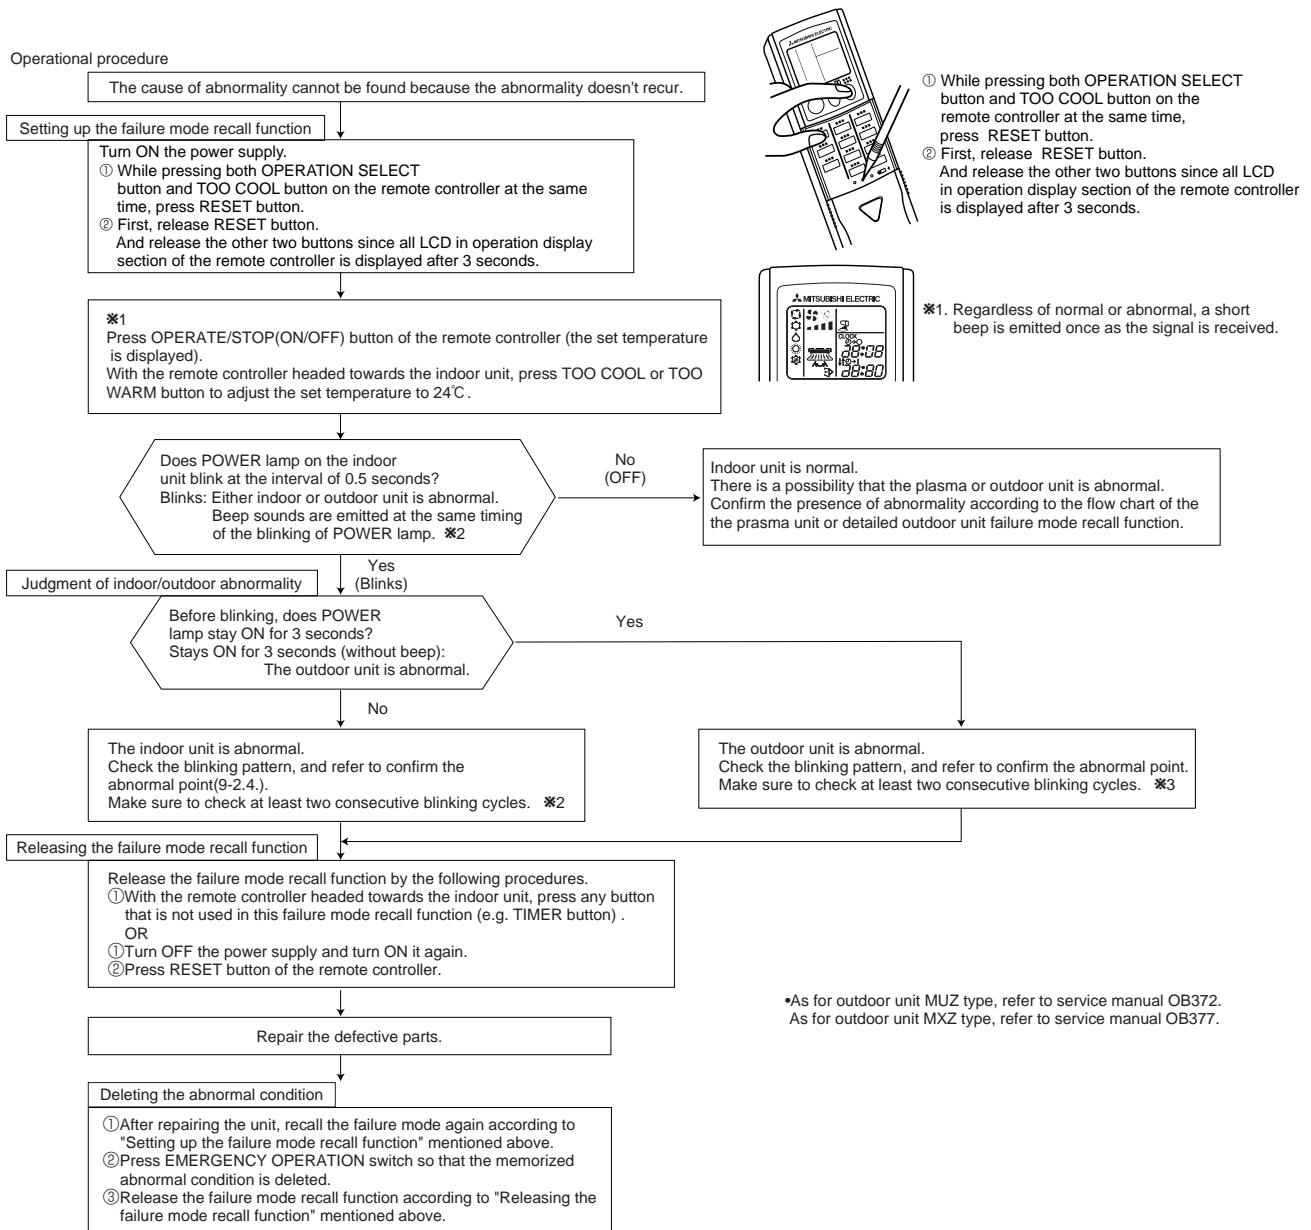 Operational procedure
The cause of abnormality cannot be found because the abnormality doesn't recur.
Setting up the failure mode recall function
Turn ON the power supply.
① While pressing both OPERATION SELECT
button and TOO COOL button on the remote controller at the same
time, press RESET button.
② First, release RESET button.
And release the other two buttons since all LCD in operation display
section of the remote controller is displayed after 3 seconds.
MITSUBISHI ELECTRIC
① While pressing both OPERATION SELECT
button and TOO COOL button on the
remote controller at the same time,
press RESET button.
② First, release RESET button.
And release the other two buttons since all LCD
in operation display section of the remote controller
is displayed after 3 seconds.
※1
Press OPERATE/STOP(ON/OFF) button of the remote controller (the set temperature
is displayed).
With the remote controller headed towards the indoor unit, press TOO COOL or TOO
WARM button to adjust the set temperature to 24℃.
MITSUBISHI ELECTRIC
CLOCK
※1. Regardless of normal or abnormal, a short
beep is emitted once as the signal is received.
Does POWER lamp on the indoor
unit blink at the interval of 0.5 seconds?
Blinks: Either indoor or outdoor unit is abnormal.
Beep sounds are emitted at the same timing
of the blinking of POWER lamp. ※2
No
(OFF)
Indoor unit is normal.
There is a possibility that the plasma or outdoor unit is abnormal.
Confirm the presence of abnormality according to the flow chart of the
the prasma unit or detailed outdoor unit failure mode recall function.
Yes
(Blinks)
Judgment of indoor/outdoor abnormality
Before blinking, does POWER
lamp stay ON for 3 seconds?
Stays ON for 3 seconds (without beep):
The outdoor unit is abnormal.
Yes
No
The indoor unit is abnormal.
Check the blinking pattern, and refer to confirm the
abnormal point(9-2.4.).
Make sure to check at least two consecutive blinking cycles. ※2
The outdoor unit is abnormal.
Check the blinking pattern, and refer to confirm the abnormal point.
Make sure to check at least two consecutive blinking cycles. ※3
Releasing the failure mode recall function
Release the failure mode recall function by the following procedures.
①With the remote controller headed towards the indoor unit, press any button
that is not used in this failure mode recall function (e.g. TIMER button) .
OR
①Turn OFF the power supply and turn ON it again.
②Press RESET button of the remote controller.
•As for outdoor unit MUZ type, refer to service manual OB372.
As for outdoor unit MXZ type, refer to service manual OB377.
Repair the defective parts.
Deleting the abnormal condition
①After repairing the unit, recall the failure mode again according to
"Setting up the failure mode recall function" mentioned above.
②Press EMERGENCY OPERATION switch so that the memorized
abnormal condition is deleted.
③Release the failure mode recall function according to "Releasing the
failure mode recall function" mentioned above.